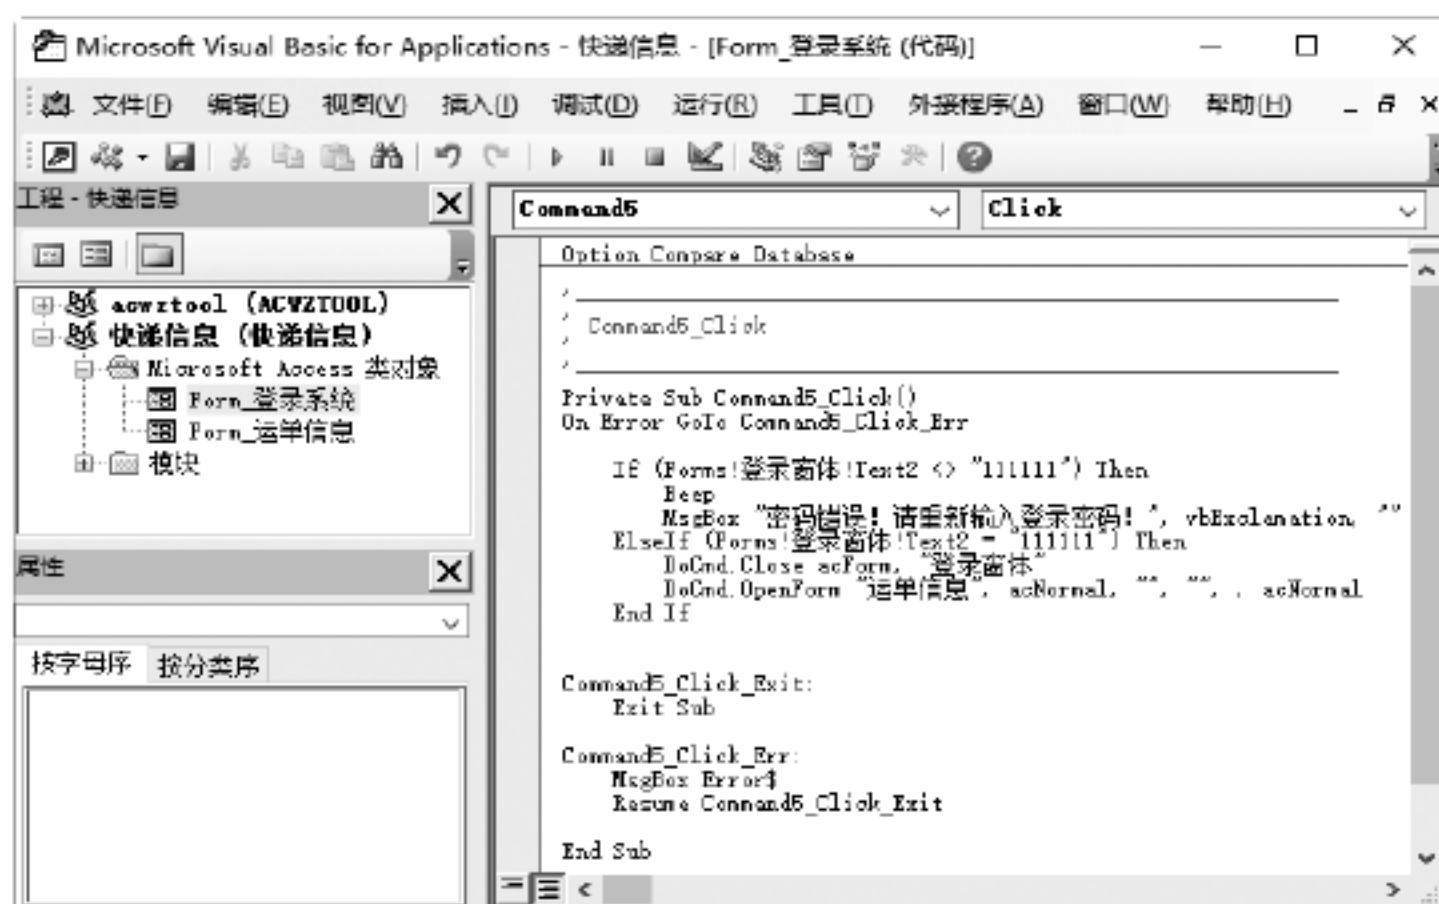 Microsoft Visual Basic for Applications - 快递信息 - [Form_登录系统 (代码)]
文件(F) 编辑(E) 视图(V) 插入(I) 调试(D) 运行(R) 工具(T) 外接程序(A) 窗口(W) 帮助(H)
工程 - 快递信息
acwztool (ACWZTOOL)
快递信息 (快递信息)
Microsoft Access 类对象
Form_登录系统
Form_运单信息
模块
属性
按字母序 按分类序
Command5 Click
Option Compare Database
'
' Command5_Click
'
'
Private Sub Command5_Click()
On Error GoTo Command5_Click_Err
If (Forms!登录窗体!Text2 <> "111111") Then
Beep
MsgBox "密码错误! 请重新输入登录密码! ", vbExclamation, ""
ElseIf (Forms!登录窗体!Text2 = "111111") Then
DoCmd.Close acForm, "登录窗体"
DoCmd.OpenForm "运单信息", acNormal, "", "", , acNormal
End If
Command5_Click_Exit:
Exit Sub
Command5_Click_Err:
MsgBox Error$
Resume Command5_Click_Exit
End Sub